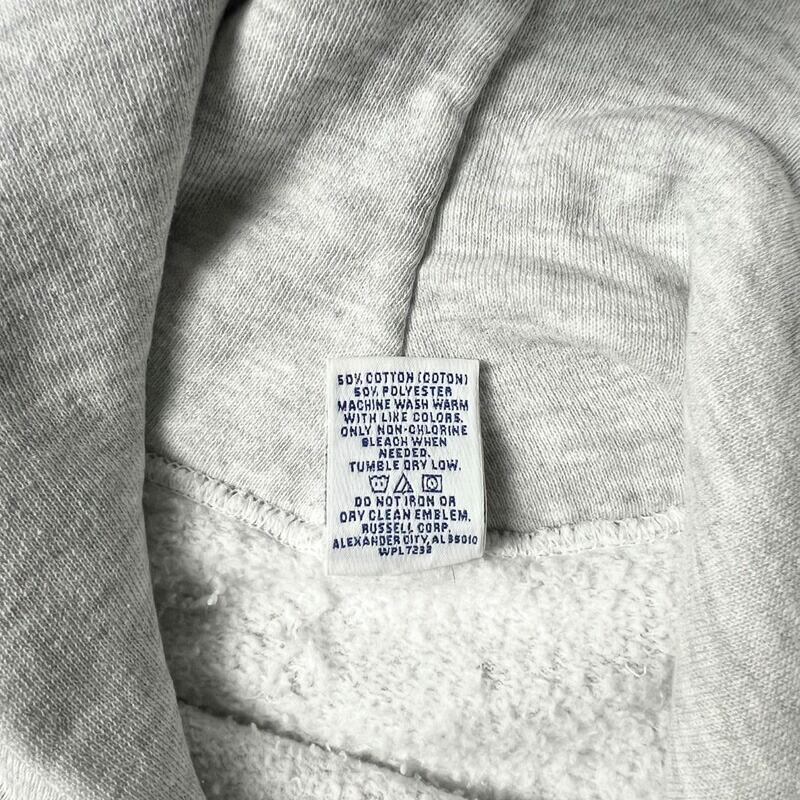 50% COTTON (COTON)
50% POLYESTER
MACHINE WASH WARM
WITH LIKE COLORS.
ONLY NON-CHLORINE
BLEACH WHEN
NEEDED.
TUMBLE DRY LOW.
DO NOT IRON OR
DRY CLEAN EMBLEM.
RUSSELL CORP.
ALEXANDER CITY, AL 35010
WPL7238